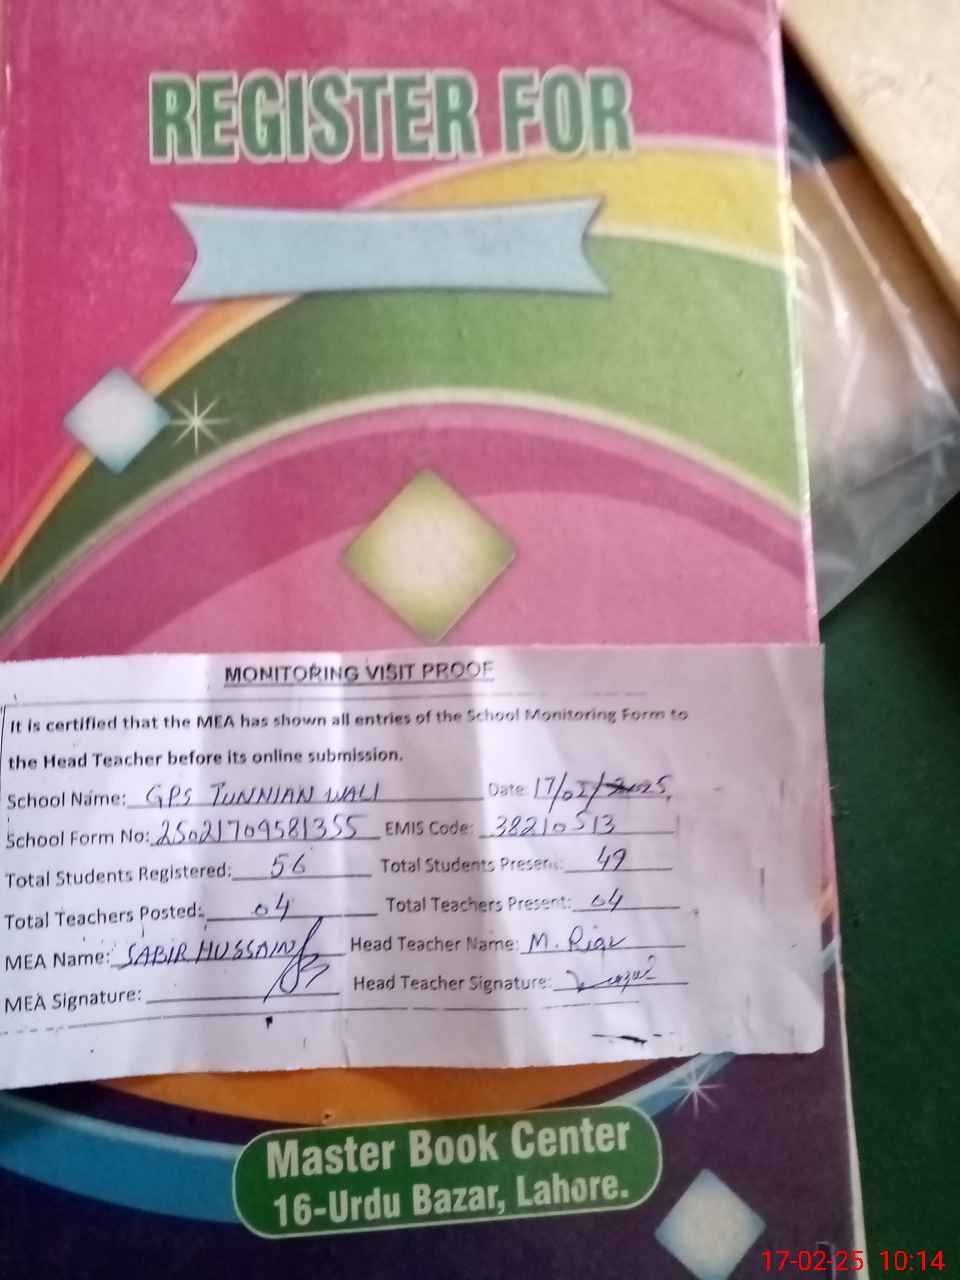 REGISTER FOR
MONITORING VISIT PROOF
It is certified that the MEA has shown all entries of the School Monitoring Form to
the Head Teacher before its online submission.
School Name: GPS TUNNIAN WALI Date: 17/02/2025
School Form No: 25021709581355 EMIS Code: 38210513
Total Students Registered: 56 Total Students Present: 49
Total Teachers Posted: 04 Total Teachers Present: 04
MEA Name: SABIR HUSSAIN Head Teacher Name: M.
MEA Signature: Head Teacher Signature:
Master Book Center
16-Urdu Bazar, Lahore.
17-02-25 10:14